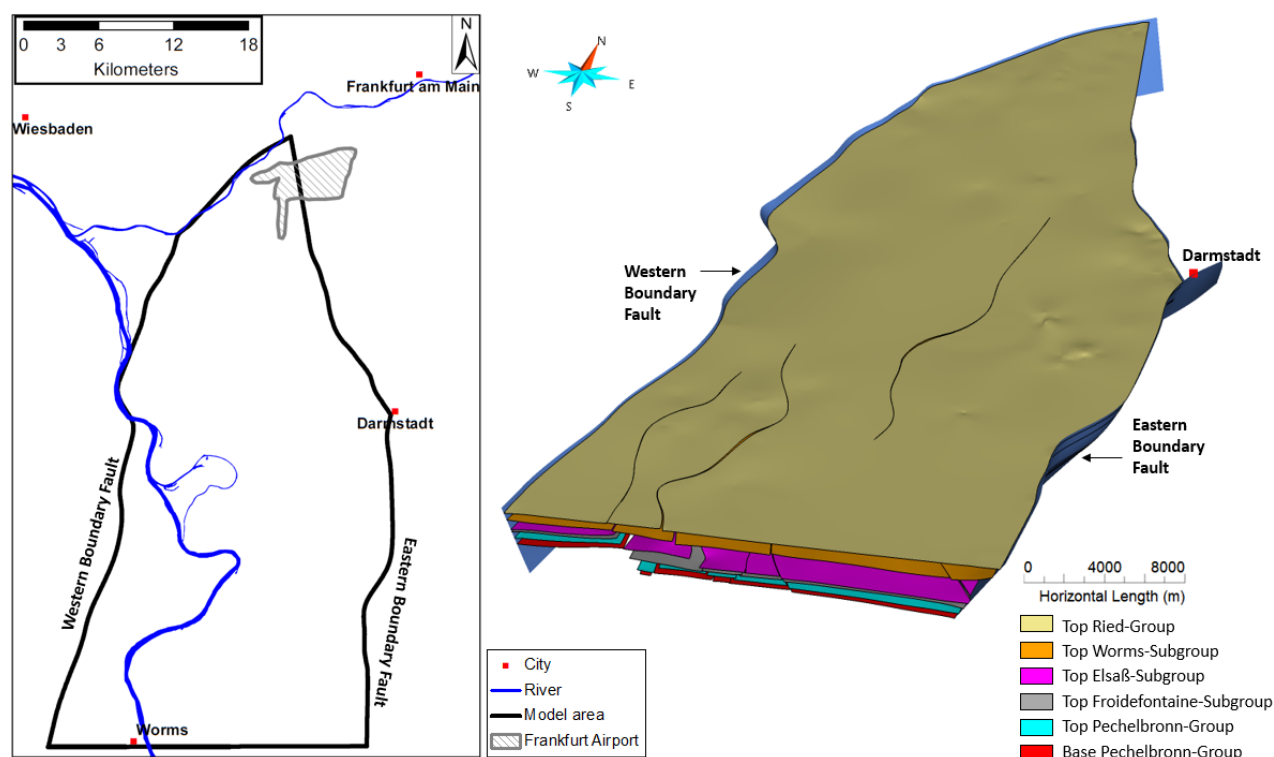 N
0 3 6 12 18
Kilometers
Frankfurt am Main
Wiesbaden
Darmstadt
Western Boundary Fault
Eastern Boundary Fault
Worms
City
River
Model area
Frankfurt Airport
N
W
E
S
Western
Boundary
Fault
Darmstadt
Eastern
Boundary
Fault
0 4000 8000
Horizontal Length (m)
Top Ried-Group
Top Worms-Subgroup
Top Elsaß-Subgroup
Top Froidefontaine-Subgroup
Top Pechelbronn-Group
Base Pechelbronn-Group